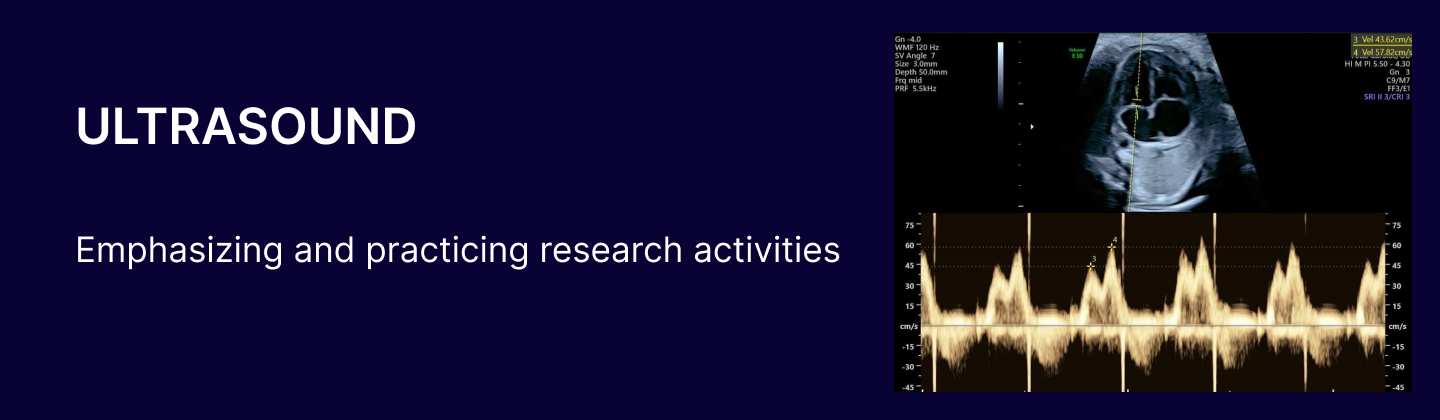 ULTRASOUND
Emphasizing and practicing research activities
Gn -4.0
WMF 120 Hz
SV Angle 7
Size 3.0mm
Depth 50.0mm
Frq mid
PRF 5.5kHz
Voluson
E10
3 Vel 43.62cm/s
4 Vel 57.82cm/s
HI M PI 5.50 - 4.30
Gn 3
C9/M7
FF3/E1
SRI II 3/CRI 3
75 75
60 4 60
45 3 45
30 30
15 15
cm/s cm/s
-15 -15
-30 -30
-45 -45